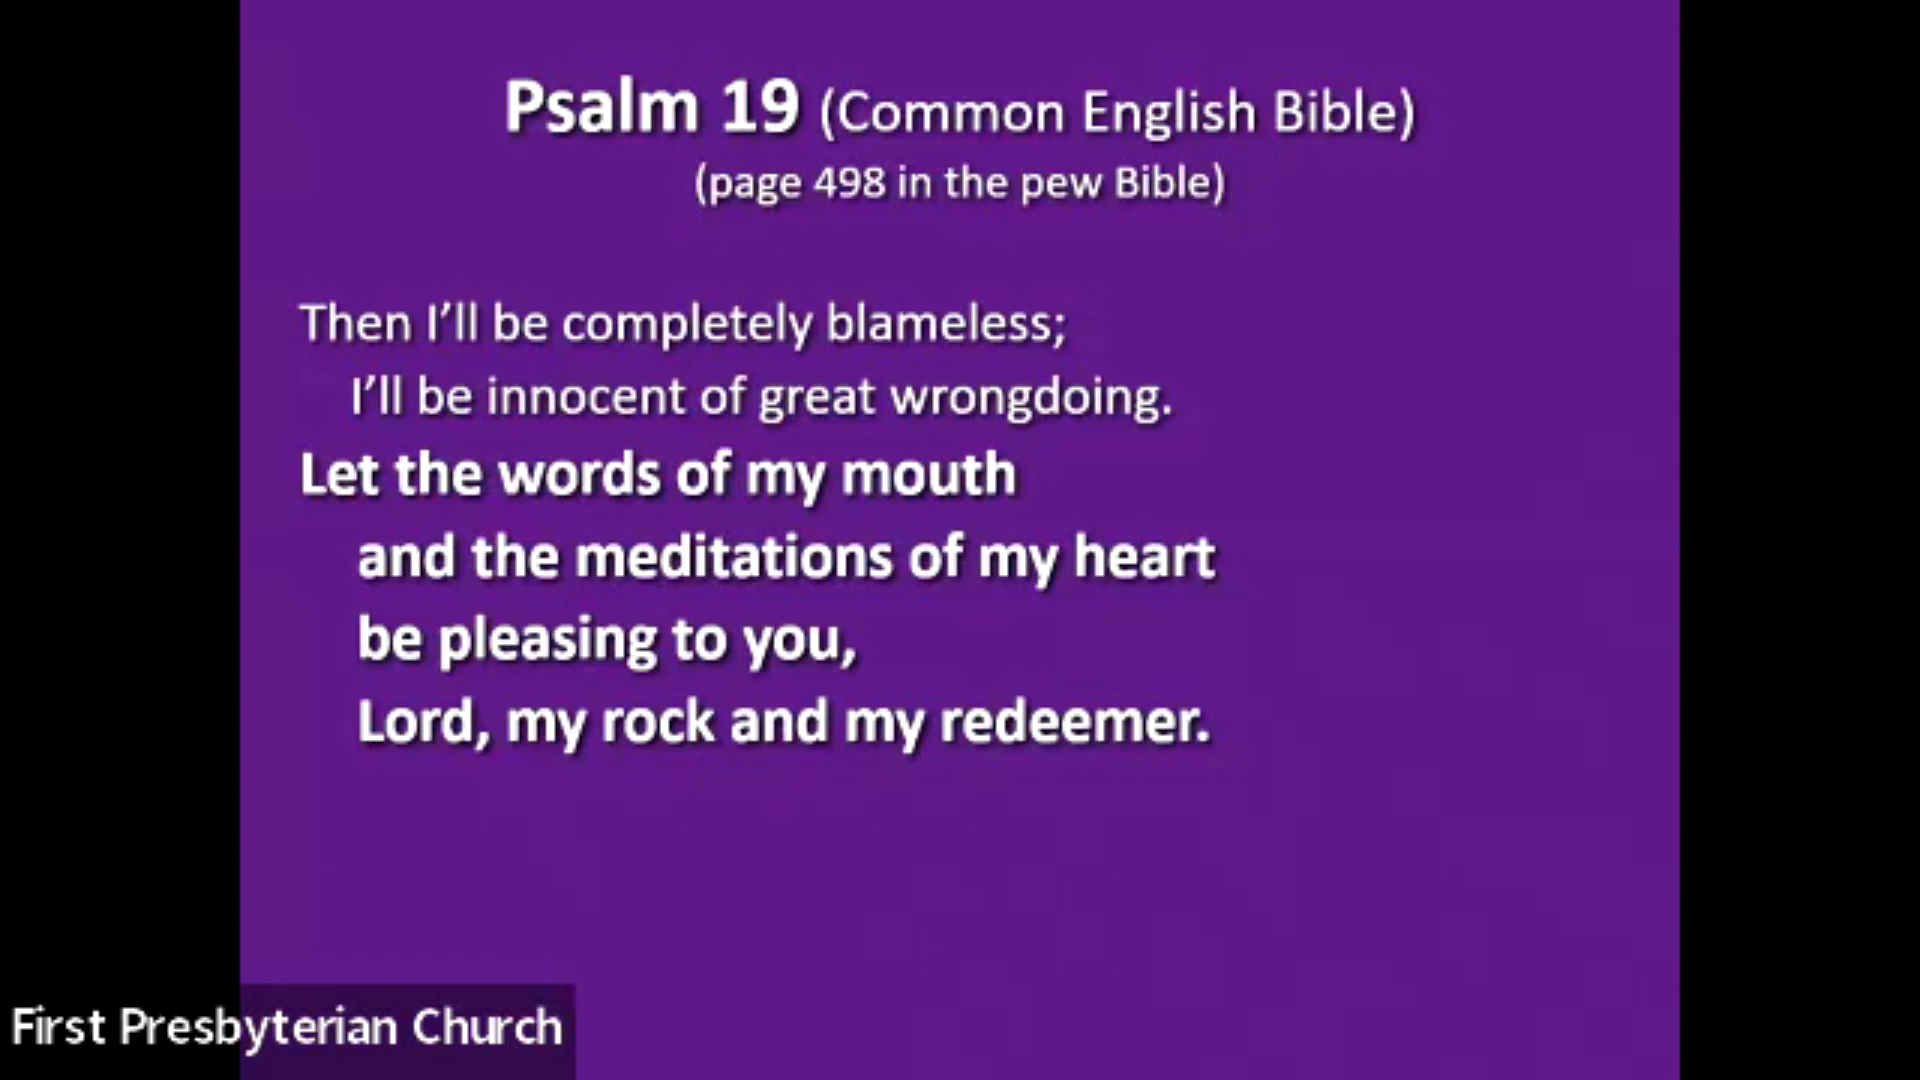 Psalm 19 (Common English Bible)
(page 498 in the pew Bible)
Then I’ll be completely blameless;
I’ll be innocent of great wrongdoing.
Let the words of my mouth
and the meditations of my heart
be pleasing to you,
Lord, my rock and my redeemer.
First Presbyterian Church